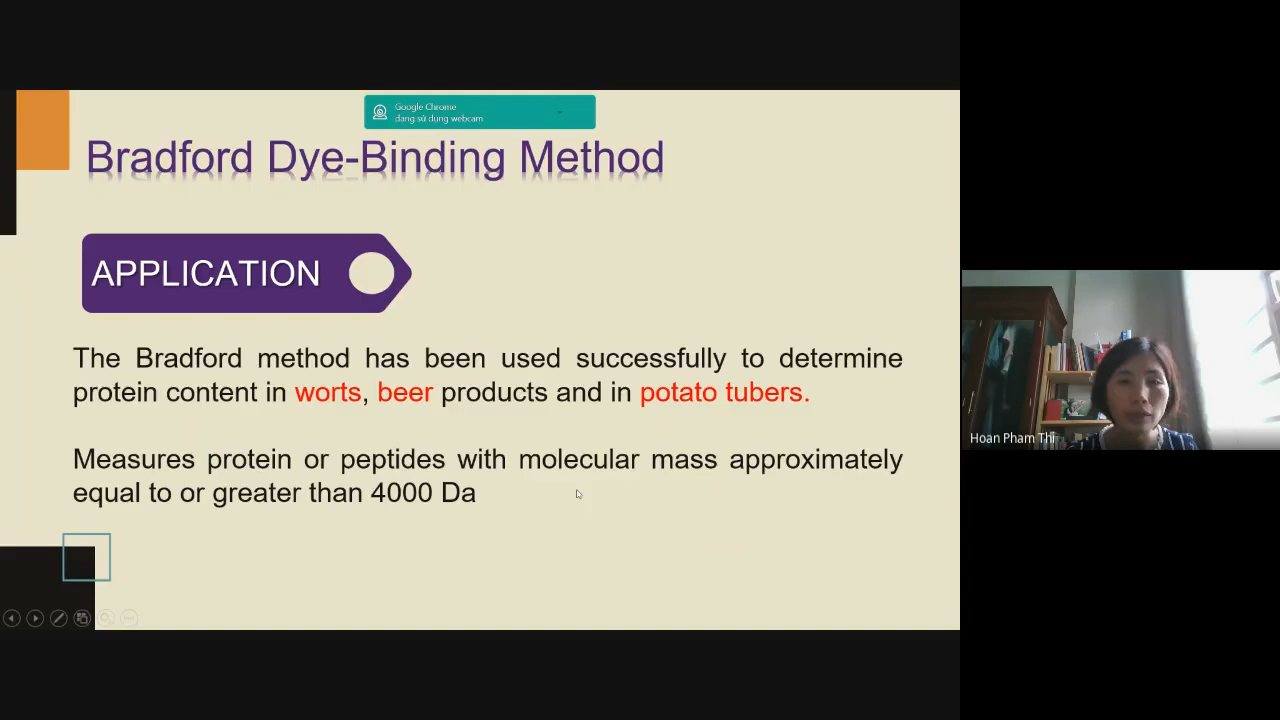 Google Chrome
đang sử dụng webcam
Bradford Dye-Binding Method
APPLICATION
The Bradford method has been used successfully to determine
protein content in worts, beer products and in potato tubers.
Measures protein or peptides with molecular mass approximately
equal to or greater than 4000 Da
Hoan Pham Thi